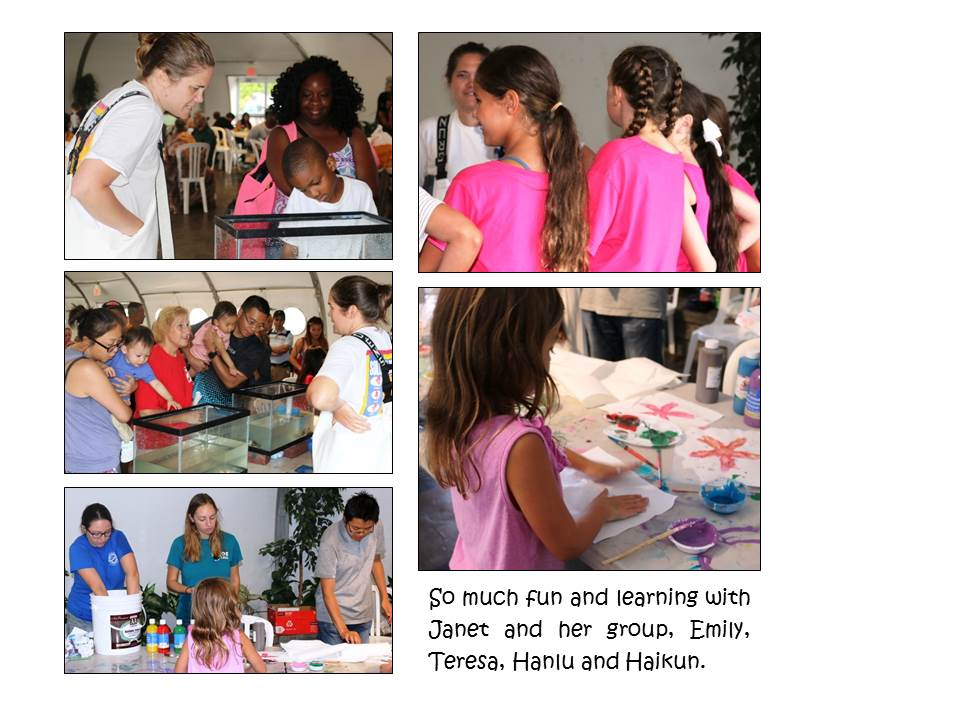 So much fun and learning with
Janet and her group, Emily,
Teresa, Hanlu and Haikun.